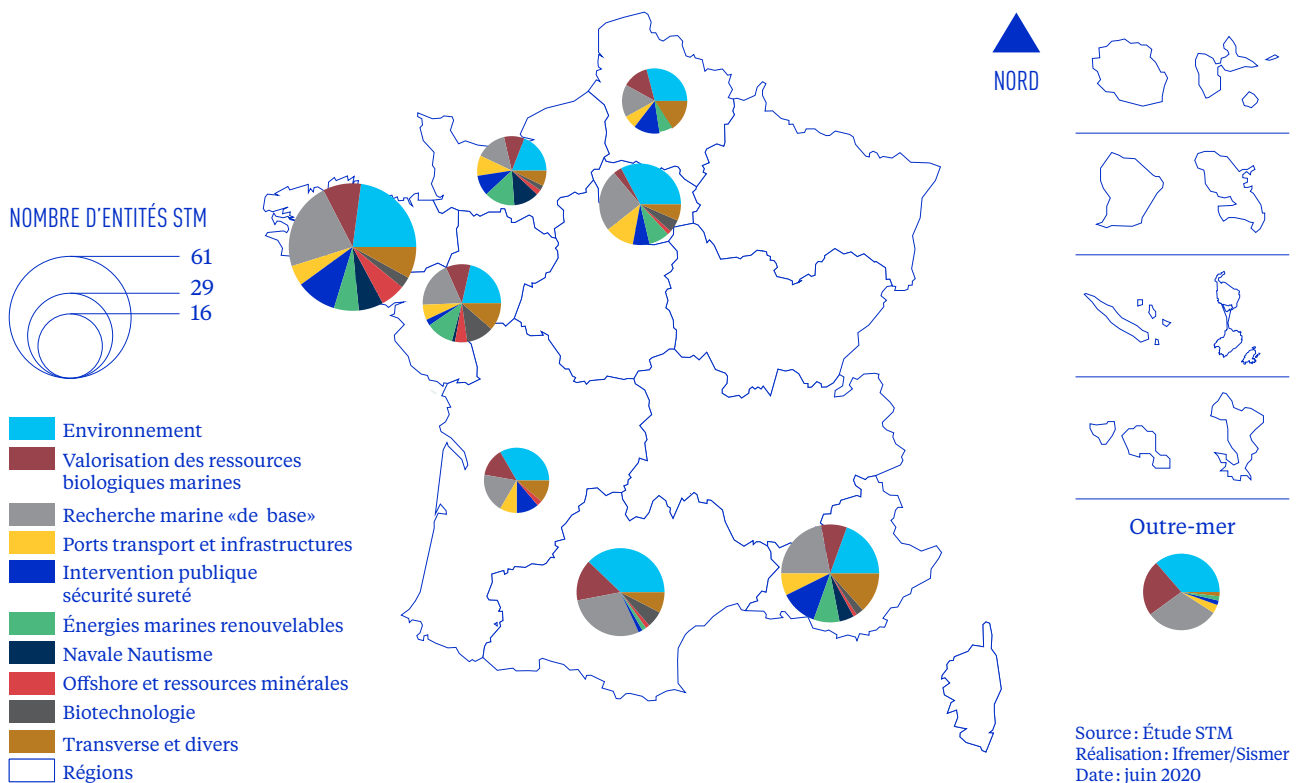 NORD
NOMBRE D'ENTITÉS STM
61
29
16
Environnement
Valorisation des ressources
biologiques marines
Recherche marine «de base»
Ports transport et infrastructures
Intervention publique
sécurité sureté
Énergies marines renouvelables
Navale Nautisme
Offshore et ressources minérales
Biotechnologie
Transverse et divers
Régions
Outre-mer
Source : Étude STM
Réalisation : Ifremer/Sismer
Date : juin 2020